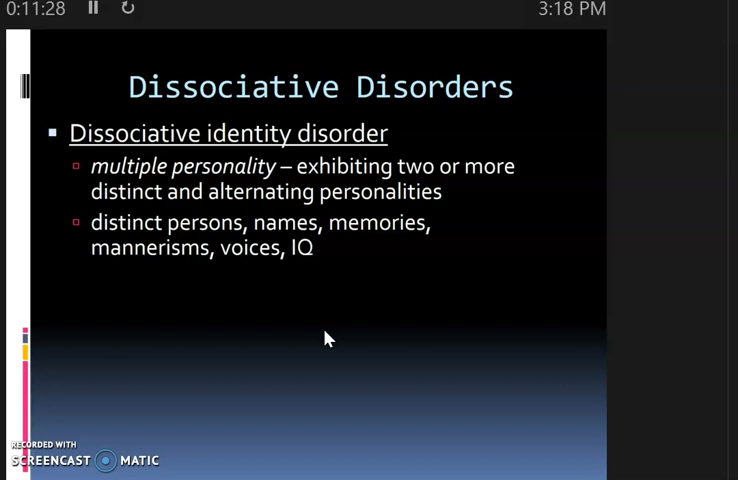 0:11:28 3:18 PM
Dissociative Disorders
Dissociative identity disorder
multiple personality – exhibiting two or more
distinct and alternating personalities
distinct persons, names, memories,
mannerisms, voices, IQ
RECORDED WITH
SCREENCAST MATIC